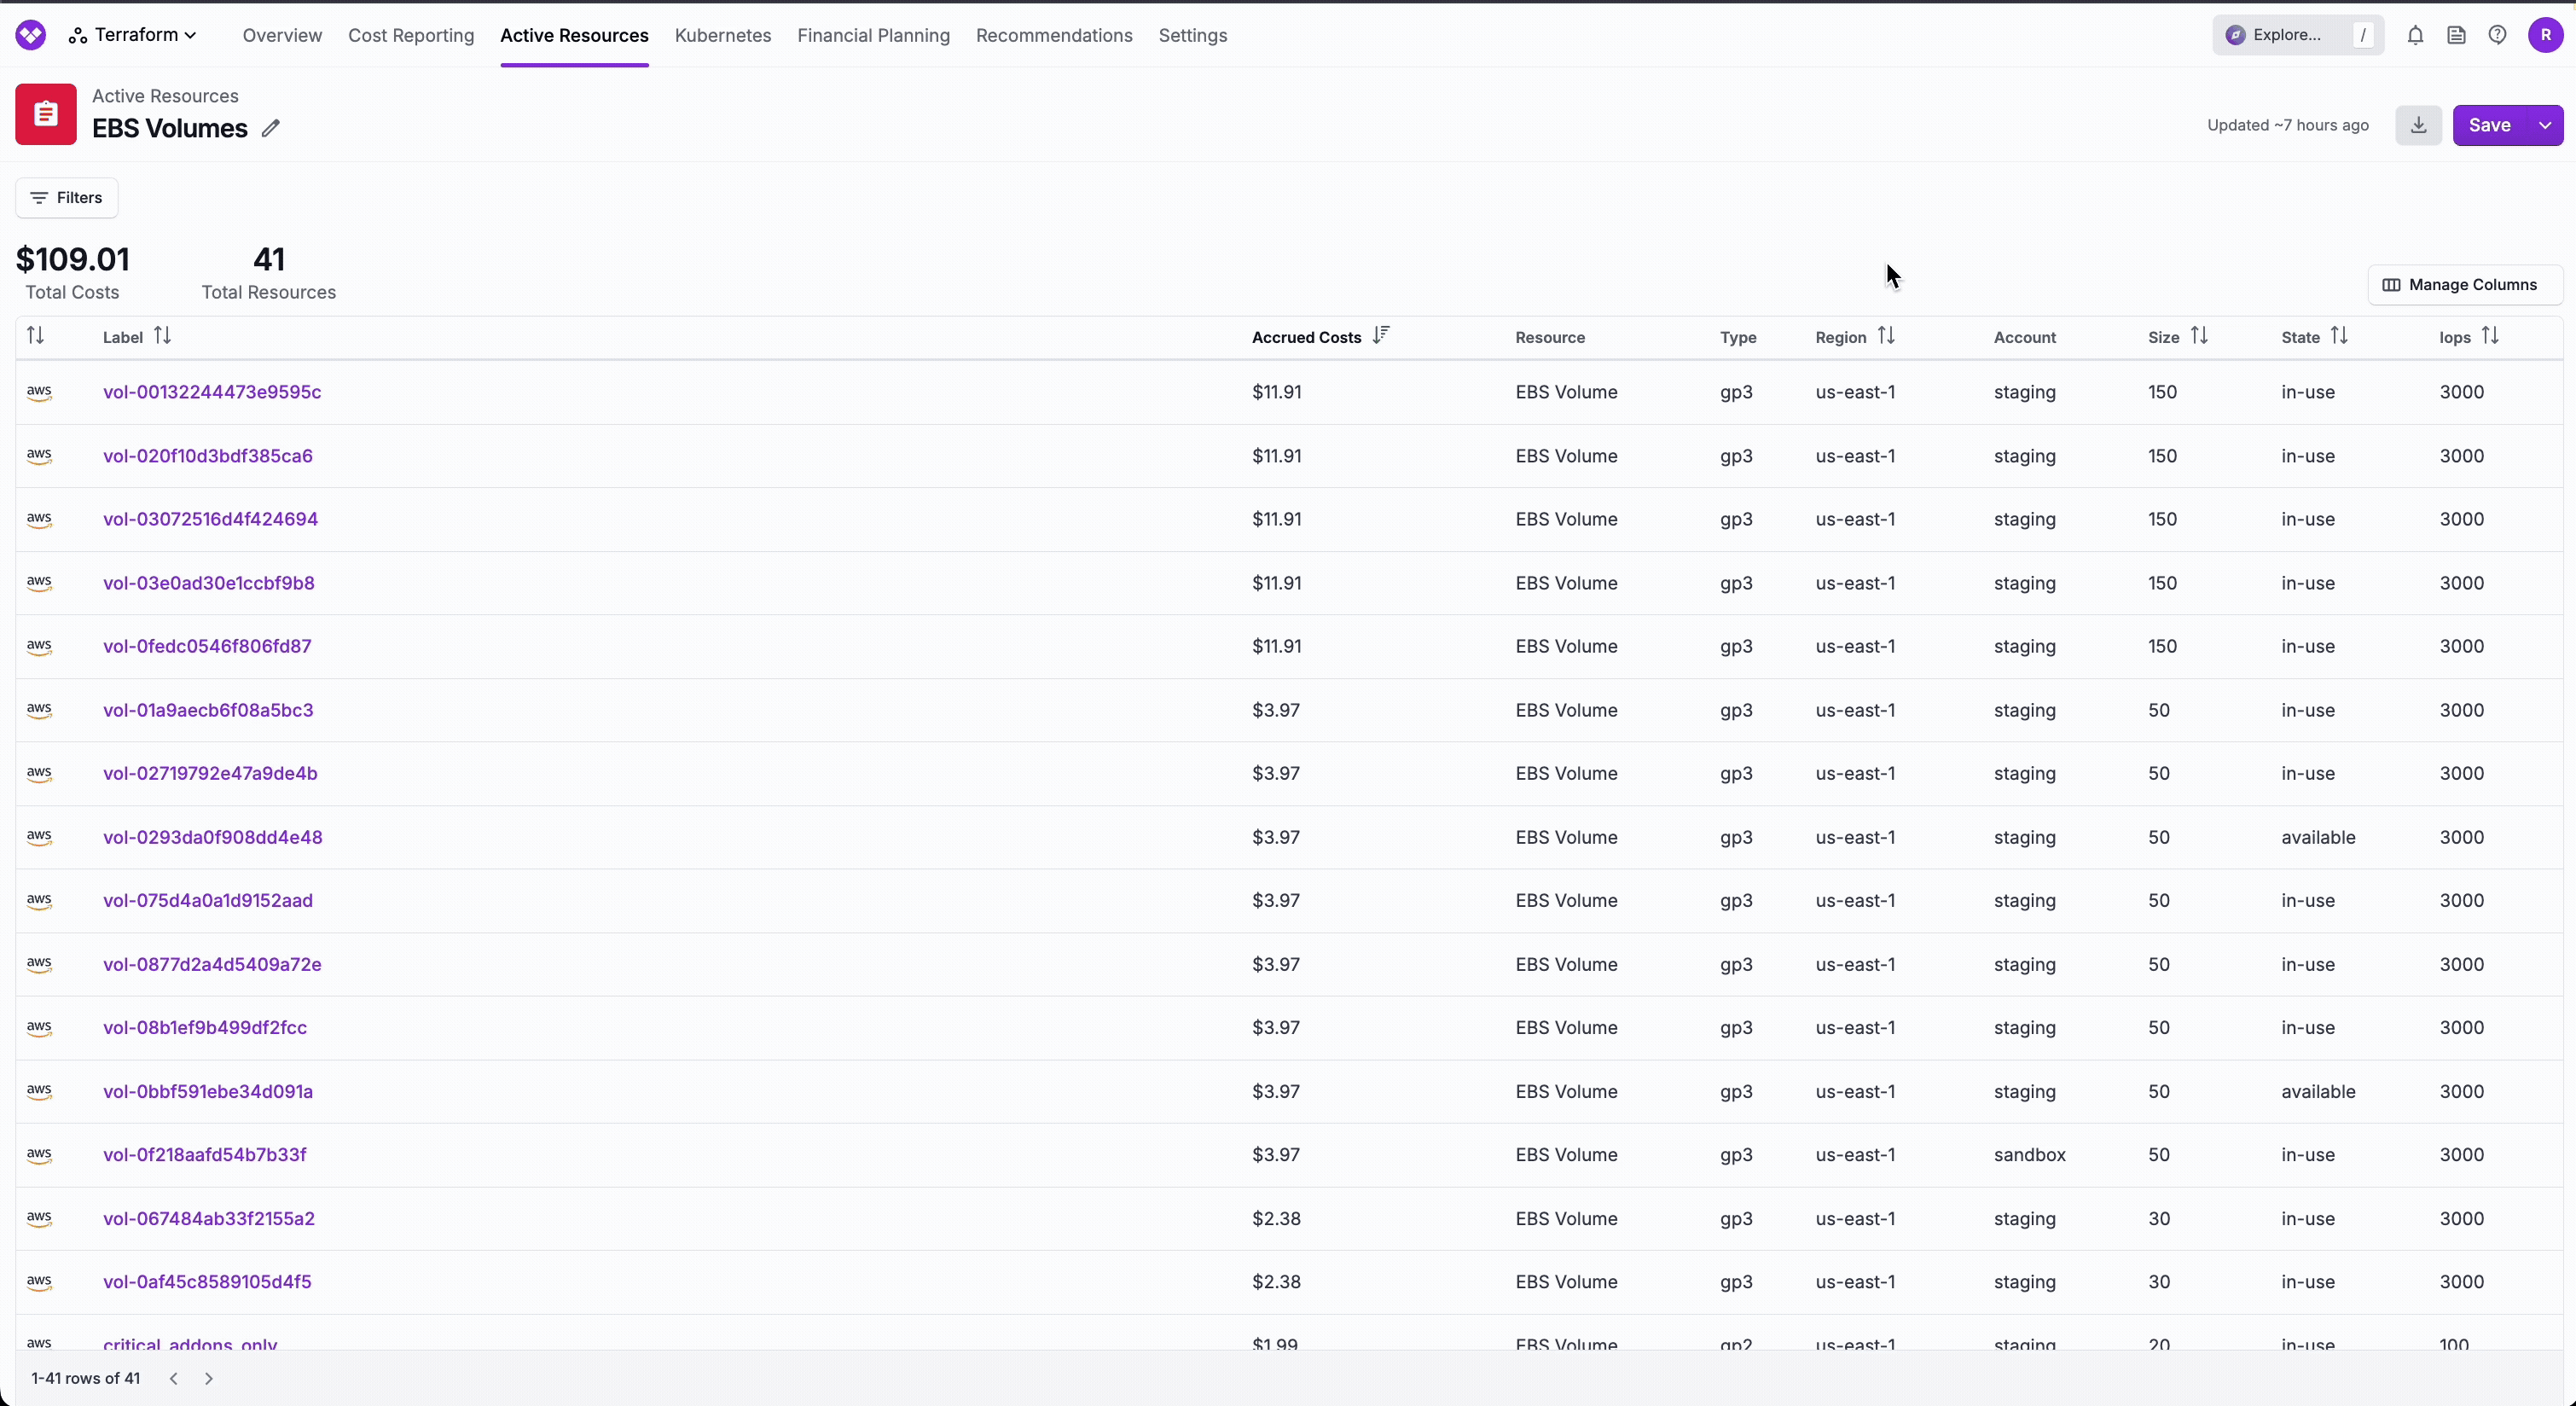 Terraform Overview Cost Reporting Active Resources Kubernetes Financial Planning Recommendations Settings Explore... / R
Active Resources
EBS Volumes
Updated ~7 hours ago Save
Filters
$109.01 41
Total Costs Total Resources
Manage Columns
Label Accrued Costs Resource Type Region Account Size State Iops
aws vol-00132244473e9595c $11.91 EBS Volume gp3 us-east-1 staging 150 in-use 3000
aws vol-020f10d3bdf385ca6 $11.91 EBS Volume gp3 us-east-1 staging 150 in-use 3000
aws vol-03072516d4f424694 $11.91 EBS Volume gp3 us-east-1 staging 150 in-use 3000
aws vol-03e0ad30e1ccbf9b8 $11.91 EBS Volume gp3 us-east-1 staging 150 in-use 3000
aws vol-0fedc0546f806fd87 $11.91 EBS Volume gp3 us-east-1 staging 150 in-use 3000
aws vol-01a9aecb6f08a5bc3 $3.97 EBS Volume gp3 us-east-1 staging 50 in-use 3000
aws vol-02719792e47a9de4b $3.97 EBS Volume gp3 us-east-1 staging 50 in-use 3000
aws vol-0293da0f908dd4e48 $3.97 EBS Volume gp3 us-east-1 staging 50 available 3000
aws vol-075d4a0a1d9152aad $3.97 EBS Volume gp3 us-east-1 staging 50 in-use 3000
aws vol-0877d2a4d5409a72e $3.97 EBS Volume gp3 us-east-1 staging 50 in-use 3000
aws vol-08b1ef9b499df2fcc $3.97 EBS Volume gp3 us-east-1 staging 50 in-use 3000
aws vol-0bbf591ebe34d091a $3.97 EBS Volume gp3 us-east-1 staging 50 available 3000
aws vol-0f218aafd54b7b33f $3.97 EBS Volume gp3 us-east-1 sandbox 50 in-use 3000
aws vol-067484ab33f2155a2 $2.38 EBS Volume gp3 us-east-1 staging 30 in-use 3000
aws vol-0af45c8589105d4f5 $2.38 EBS Volume gp3 us-east-1 staging 30 in-use 3000
aws critical_addons_only $1.99 EBS Volume gp2 us-east-1 staging 20 in-use 100
1-41 rows of 41